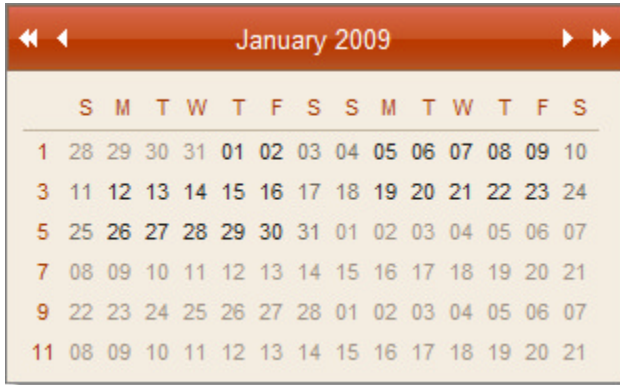 January 2009
S M T W T F S S M T W T F S
1 28 29 30 31 01 02 03 04 05 06 07 08 09 10
3 11 12 13 14 15 16 17 18 19 20 21 22 23 24
5 25 26 27 28 29 30 31 01 02 03 04 05 06 07
7 08 09 10 11 12 13 14 15 16 17 18 19 20 21
9 22 23 24 25 26 27 28 01 02 03 04 05 06 07
11 08 09 10 11 12 13 14 15 16 17 18 19 20 21